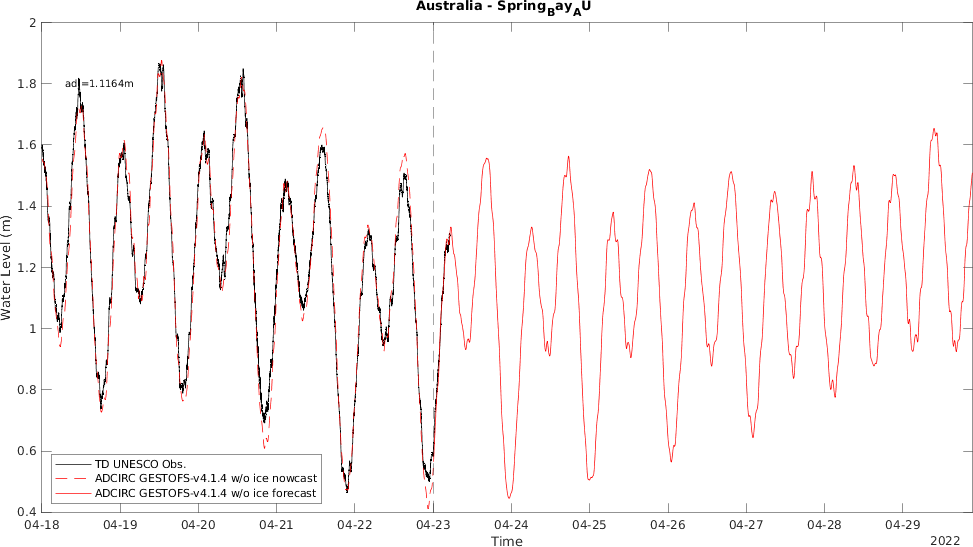 Australia - SpringBayAU
2
1.8
1.6
1.4
1.2
1
0.8
0.6
0.4
Water Level (m)
adj=1.1164m
TD UNESCO Obs.
ADCIRC GESTOFS-v4.1.4 w/o ice nowcast
ADCIRC GESTOFS-v4.1.4 w/o ice forecast
04-18 04-19 04-20 04-21 04-22 04-23 04-24 04-25 04-26 04-27 04-28 04-29
Time
2022